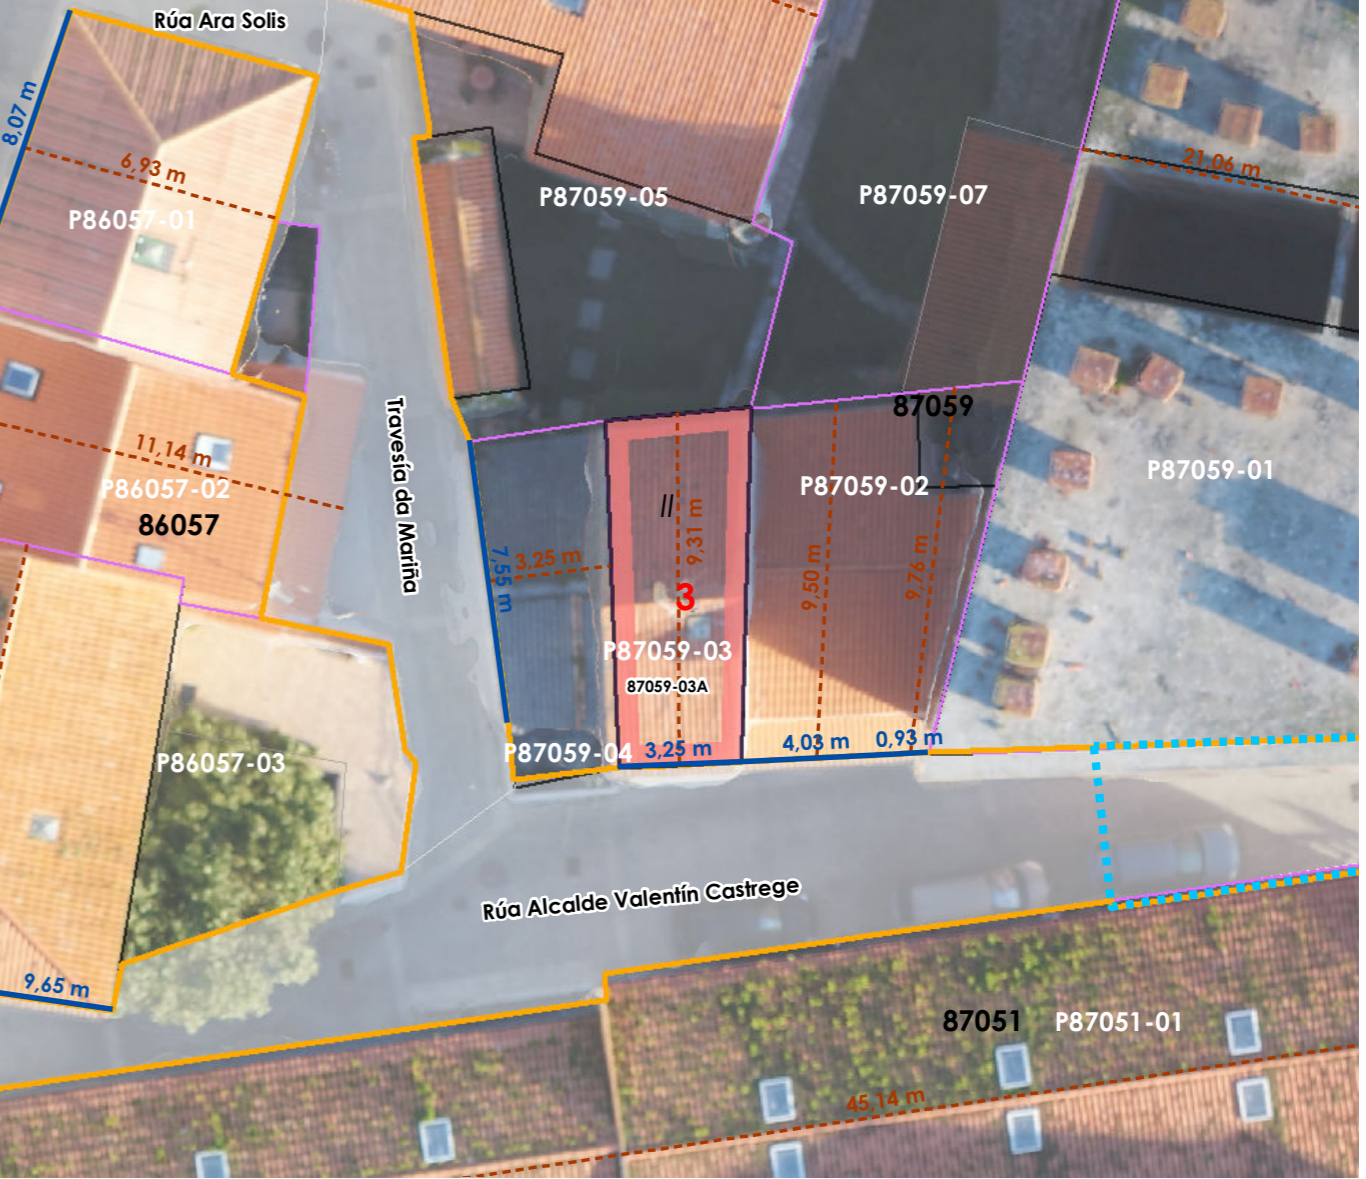 Rúa Ara Solis
8,07 m
6,93 m
P86057-01
P87059-05
P87059-07
21,06 m
87059
Travesía da Mariña
11,14 m
P86057-02
86057
P87059-02
P87059-01
//
9,31 m
7,55 m
3,25 m
9,50 m
9,76 m
3
P87059-03
87059-03A
P87059-04
3,25 m
4,03 m
0,93 m
P86057-03
Rúa Alcalde Valentín Castrege
9,65 m
87051
P87051-01
45,14 m